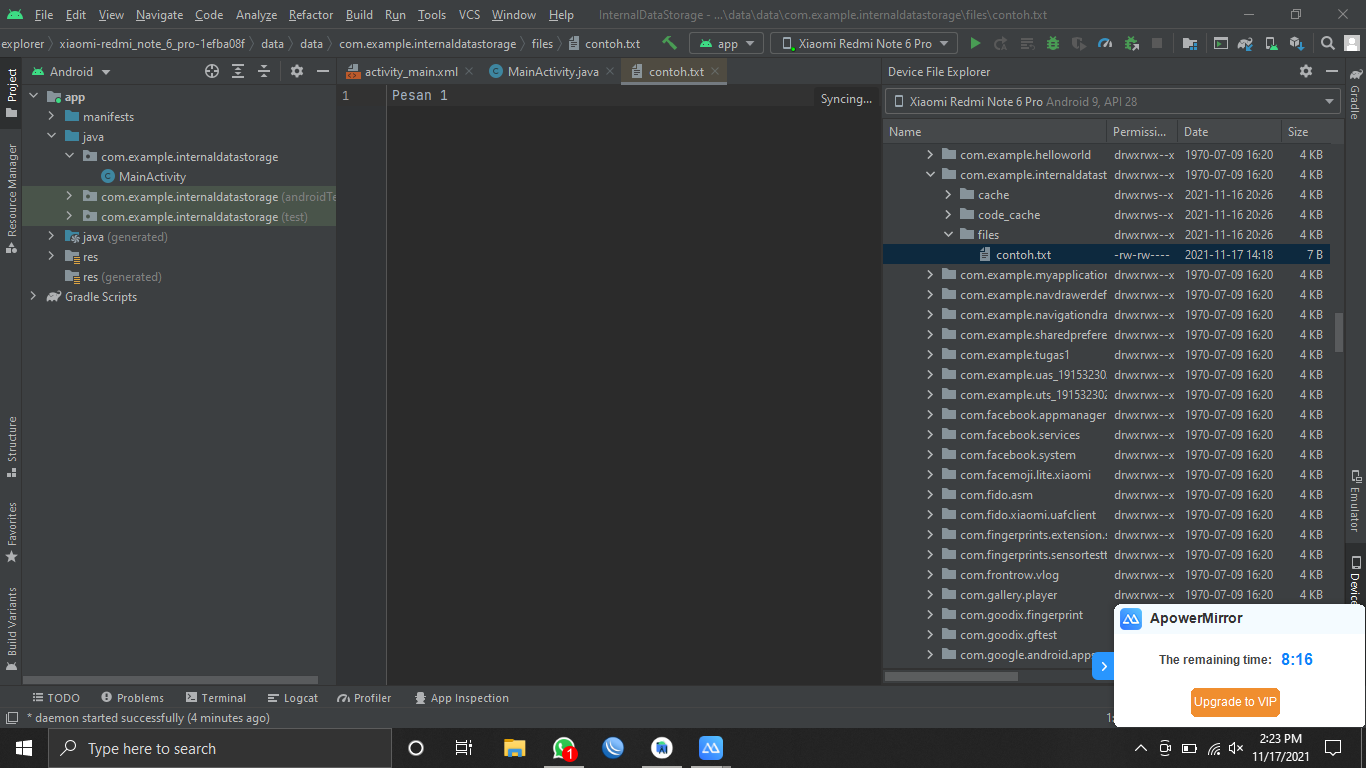 File Edit View Navigate Code Analyze Refactor Build Run Tools VCS Window Help InternalDataStorage - ...\data\data\com.example.internaldatastorage\files\contoh.txt
explorer xiaomi-redmi_note_6_pro-1efba08f data data com.example.internaldatastorage files contoh.txt app Xiaomi Redmi Note 6 Pro
Project
Resource Manager
Structure
Favorites
Build Variants
Android
app
manifests
java
com.example.internaldatastorage
MainActivity
com.example.internaldatastorage (androidTe
com.example.internaldatastorage (test)
java (generated)
res
res (generated)
Gradle Scripts
activity_main.xml MainActivity.java contoh.txt
1 Pesan 1
Syncing...
Device File Explorer
Xiaomi Redmi Note 6 Pro Android 9, API 28
Name Permissi... Date Size
com.example.helloworld drwxrwx--x 1970-07-09 16:20 4 KB
com.example.internaldatast drwxrwx--x 1970-07-09 16:20 4 KB
cache drwxrws--x 2021-11-16 20:26 4 KB
code_cache drwxrws--x 2021-11-16 20:26 4 KB
files drwxrwx--x 2021-11-16 20:26 4 KB
contoh.txt -rw-rw---- 2021-11-17 14:18 7 B
com.example.myapplication drwxrwx--x 1970-07-09 16:20 4 KB
com.example.navdrawerdef drwxrwx--x 1970-07-09 16:20 4 KB
com.example.navigationdra drwxrwx--x 1970-07-09 16:20 4 KB
com.example.sharedprefere drwxrwx--x 1970-07-09 16:20 4 KB
com.example.tugas1 drwxrwx--x 1970-07-09 16:20 4 KB
com.example.uas_19153230 drwxrwx--x 1970-07-09 16:20 4 KB
com.example.uts_191532302 drwxrwx--x 1970-07-09 16:20 4 KB
com.facebook.appmanager drwxrwx--x 1970-07-09 16:20 4 KB
com.facebook.services drwxrwx--x 1970-07-09 16:20 4 KB
com.facebook.system drwxrwx--x 1970-07-09 16:20 4 KB
com.facemoji.lite.xiaomi drwxrwx--x 1970-07-09 16:20 4 KB
com.fido.asm drwxrwx--x 1970-07-09 16:20 4 KB
com.fido.xiaomi.uafclient drwxrwx--x 1970-07-09 16:20 4 KB
com.fingerprints.extension.s drwxrwx--x 1970-07-09 16:20 4 KB
com.fingerprints.sensortestt drwxrwx--x 1970-07-09 16:20 4 KB
com.frontrow.vlog drwxrwx--x 1970-07-09 16:20 4 KB
com.gallery.player drwxrwx--x 1970-07-09 16:20 4 KB
com.goodix.fingerprint
com.goodix.gftest
com.google.android.apps
Gradle
Emulator
Device
ApowerMirror
The remaining time: 8:16
Upgrade to VIP
TODO Problems Terminal Logcat Profiler App Inspection
* daemon started successfully (4 minutes ago)
Type here to search
1
2:23 PM
11/17/2021